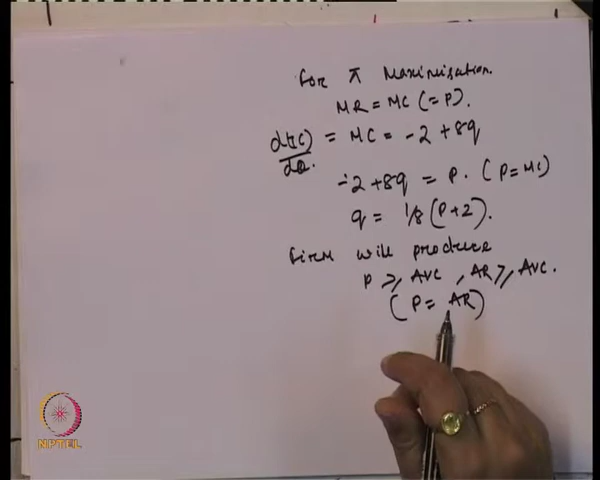 For π Maximisation.
MR = MC (= P).
d(TC)/dQ. = MC = -2 + 8q
-2 + 8q = P. (P = MC)
q = 1/8 (P + 2).
Firm will produce
P ≥ AVC, AR ≥ AVC.
(P = AR)
NPTEL